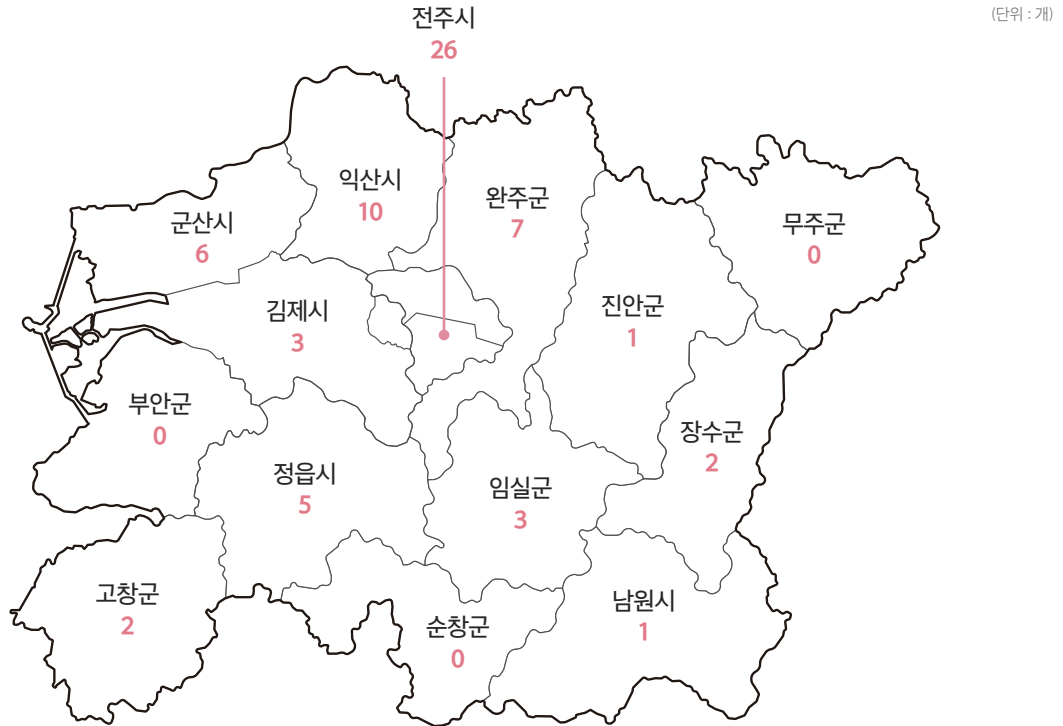 전주시
26
(단위 : 개)
익산시
10
완주군
7
군산시
6
무주군
0
김제시
3
진안군
1
부안군
0
장수군
2
정읍시
5
임실군
3
고창군
2
남원시
1
순창군
0